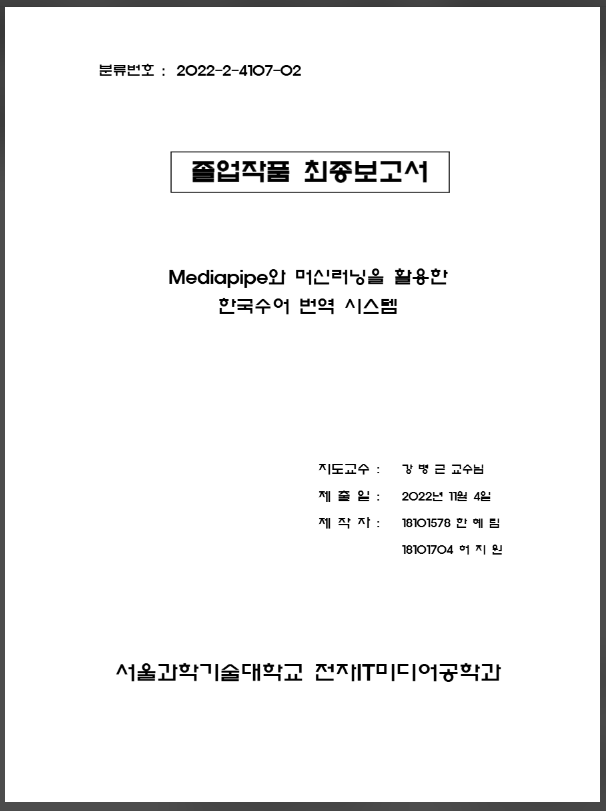 분류번호 : 2022-2-4107-02
졸업작품 최종보고서
Mediapipe와 머신러닝을 활용한
한국수어 번역 시스템
지도교수 : 강 병 근 교수님
제 출 일 : 2022년 11월 4일
제 작 자 : 18101578 한 혜 림
18101704 허 지 원
서울과학기술대학교 전자IT미디어공학과